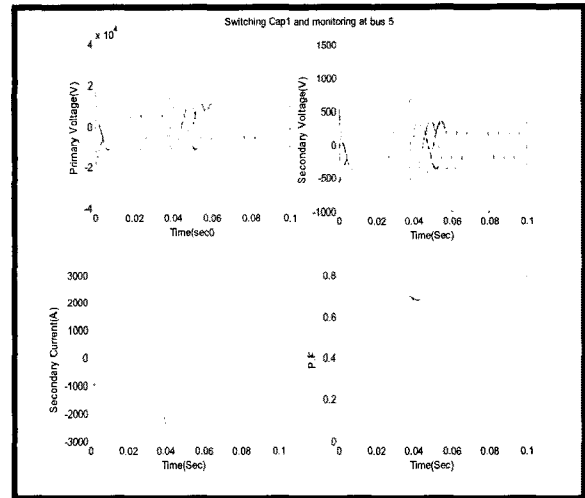 Switching Cap1 and monitoring at bus 5
x 10^4
4
2
0
-2
-4
Primary Voltage(V)
0 0.02 0.04 0.06 0.08 0.1
Time(sec0
1500
1000
500
0
-500
-1000
Secondary Voltage(V)
0 0.02 0.04 0.06 0.08 0.1
Time(Sec)
3000
2000
1000
0
-1000
-2000
-3000
Secondary Current(A)
0 0.02 0.04 0.06 0.08 0.1
Time(Sec)
0.8
0.6
0.4
0.2
0
P.F
0 0.02 0.04 0.06 0.08 0.1
Time(Sec)